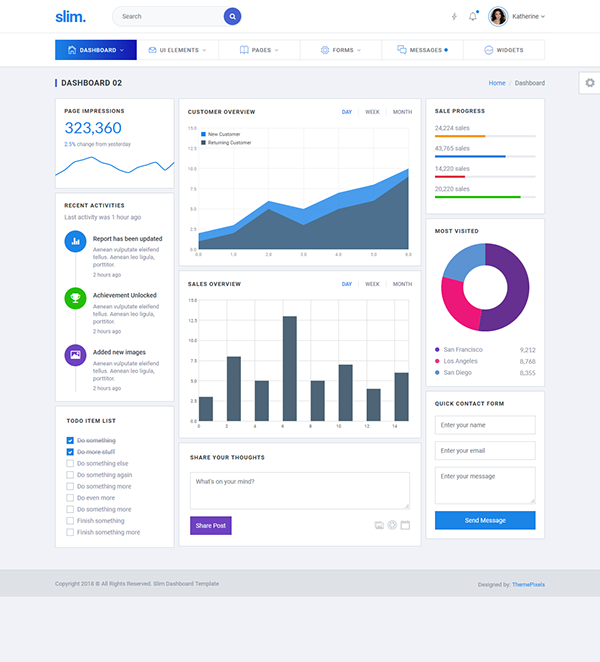 slim.
Search
Katherine
DASHBOARD
UI ELEMENTS
PAGES
FORMS
MESSAGES
WIDGETS
DASHBOARD 02
Home / Dashboard
PAGE IMPRESSIONS
323,360
2.5% change from yesterday
RECENT ACTIVITIES
Last activity was 1 hour ago
Report has been updated
Aenean vulputate eleifend
tellus. Aenean leo ligula,
porttitor.
2 hours ago
Achievement Unlocked
Aenean vulputate eleifend
tellus. Aenean leo ligula,
porttitor.
2 hours ago
Added new images
Aenean vulputate eleifend
tellus. Aenean leo ligula,
porttitor.
2 hours ago
TODO ITEM LIST
Do something
Do more stuff
Do something else
Do something again
Do something more
Do even more
Do something more
Finish something
Finish something more
CUSTOMER OVERVIEW
DAY WEEK MONTH
New Customer
Returning Customer
15.0
12.5
10.0
7.5
5.0
2.5
0.0
0.0 1.0 2.0 3.0 4.0 5.0 6.0
SALES OVERVIEW
DAY WEEK MONTH
15.0
12.5
10.0
7.5
5.0
2.5
0.0
0 2 4 6 8 10 12 14
SHARE YOUR THOUGHTS
What's on your mind?
Share Post
SALE PROGRESS
24,224 sales
43,765 sales
14,220 sales
20,220 sales
MOST VISITED
San Francisco 9,212
Los Angeles 8,768
San Diego 8,355
QUICK CONTACT FORM
Enter your name
Enter your email
Enter your message
Send Message
Copyright 2018 © All Rights Reserved. Slim Dashboard Template
Designed by: ThemePixels